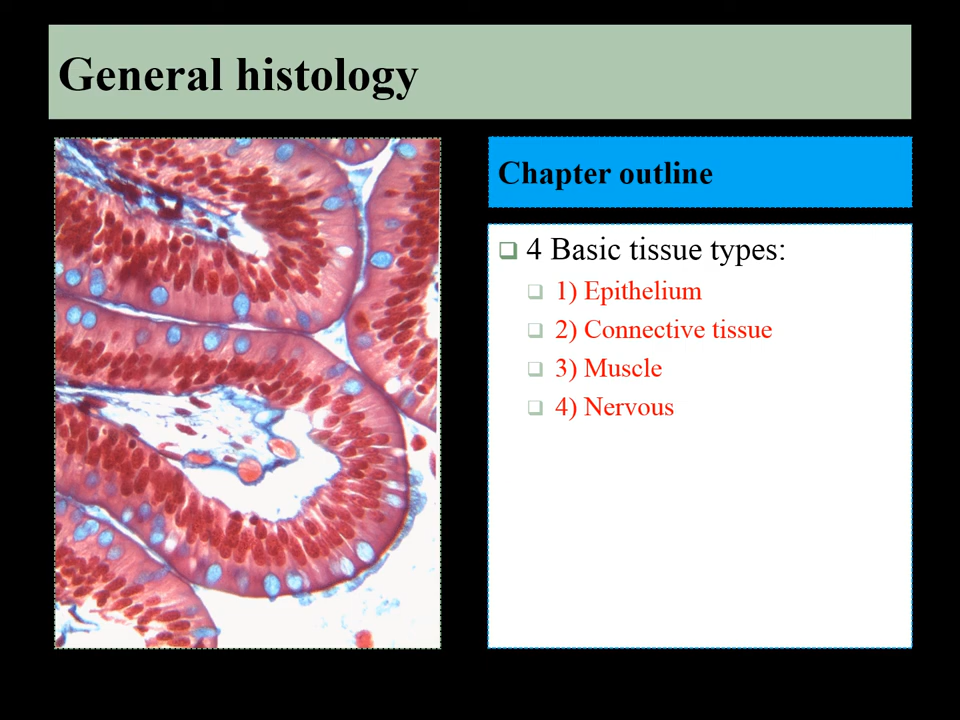 General histology
Chapter outline
4 Basic tissue types:
1) Epithelium
2) Connective tissue
3) Muscle
4) Nervous